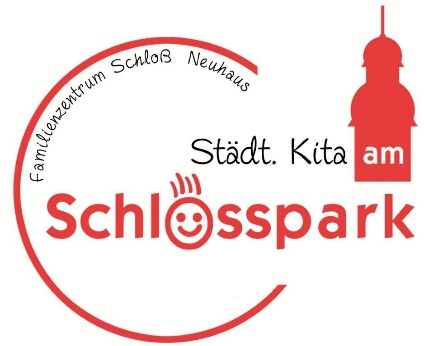 Familienzentrum Schloß Neuhaus
Städt. Kita am
Schlosspark